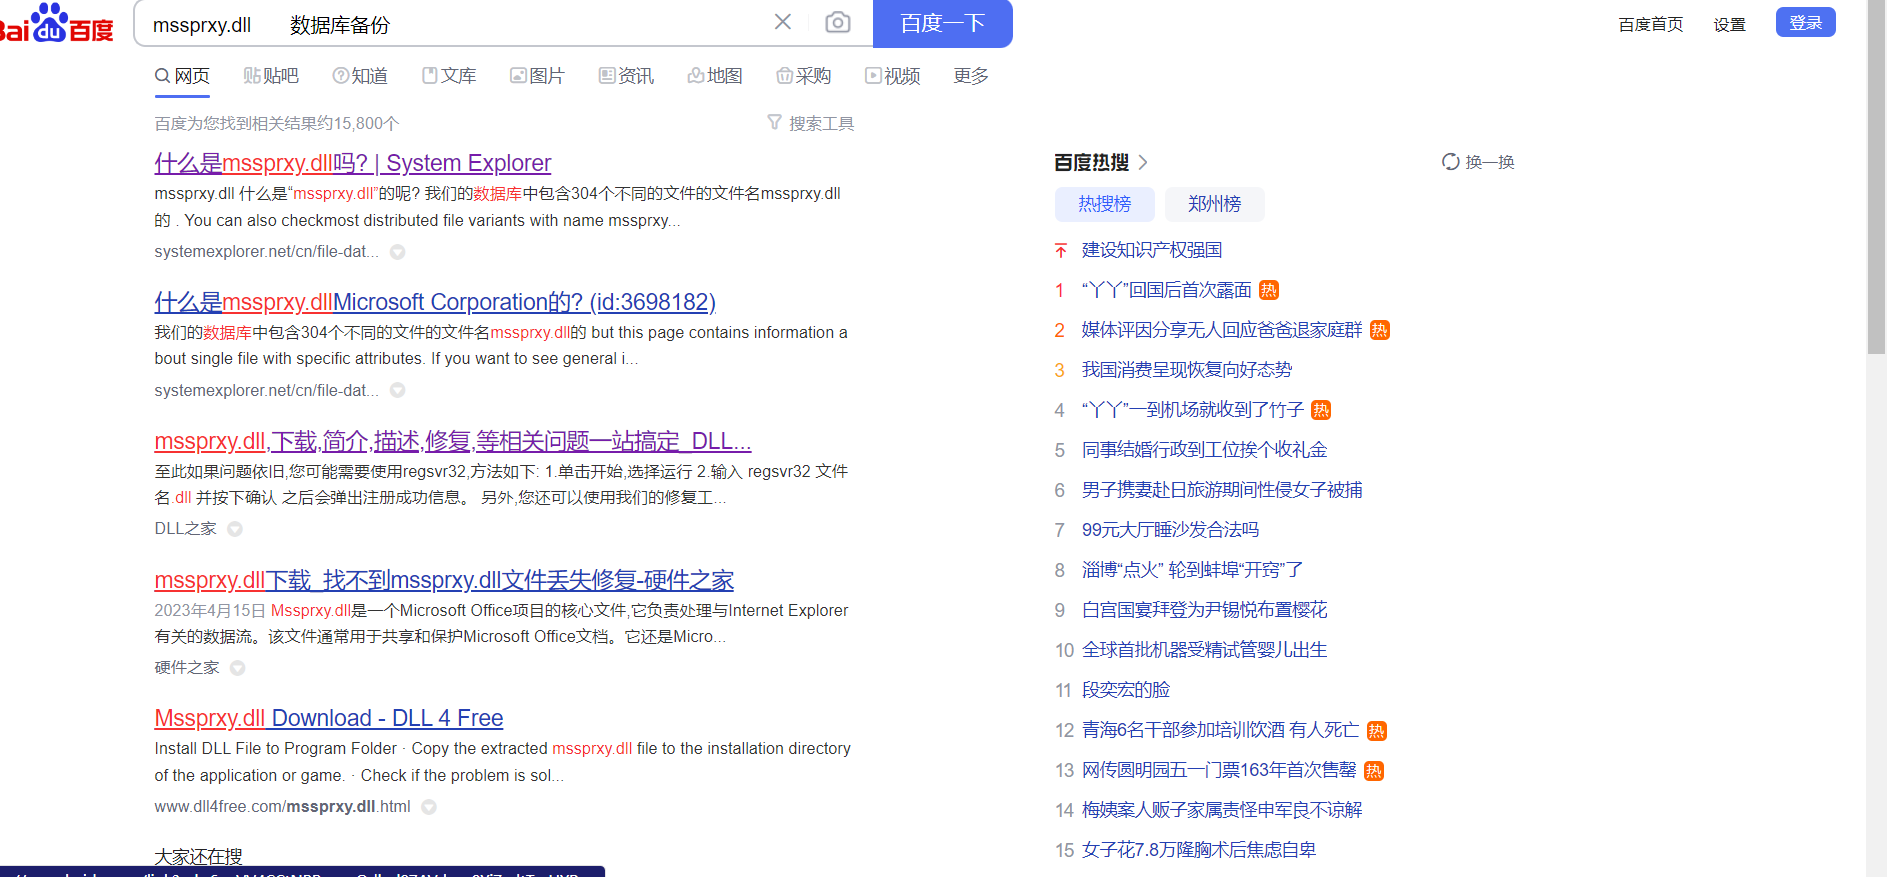 Bai du 百度
mssprxy.dll 数据库备份
百度一下
百度首页 设置 登录
网页 贴吧 知道 文库 图片 资讯 地图 采购 视频 更多
百度为您找到相关结果约15,800个 搜索工具
什么是mssprxy.dll吗? | System Explorer
mssprxy.dll 什么是“mssprxy.dll”的呢? 我们的数据库中包含304个不同的文件的文件名mssprxy.dll
的 . You can also checkmost distributed file variants with name mssprxy...
systemexplorer.net/cn/file-dat...
什么是mssprxy.dllMicrosoft Corporation的? (id:3698182)
我们的数据库中包含304个不同的文件的文件名mssprxy.dll的 but this page contains information a
bout single file with specific attributes. If you want to see general i...
systemexplorer.net/cn/file-dat...
mssprxy.dll,下载,简介,描述,修复,等相关问题一站搞定_DLL...
至此如果问题依旧,您可能需要使用regsvr32,方法如下: 1.单击开始,选择运行 2.输入 regsvr32 文件
名.dll 并按下确认 之后会弹出注册成功信息。 另外,您还可以使用我们的修复工...
DLL之家
mssprxy.dll下载_找不到mssprxy.dll文件丢失修复-硬件之家
2023年4月15日 Mssprxy.dll是一个Microsoft Office项目的核心文件,它负责处理与Internet Explorer
有关的数据流。该文件通常用于共享和保护Microsoft Office文档。它还是Micro...
硬件之家
Mssprxy.dll Download - DLL 4 Free
Install DLL File to Program Folder · Copy the extracted mssprxy.dll file to the installation directory
of the application or game. · Check if the problem is sol...
www.dll4free.com/mssprxy.dll.html
大家还在搜
百度热搜 换一换
热搜榜 郑州榜
建设知识产权强国
1 “丫丫”回国后首次露面 热
2 媒体评因分享无人回应爸爸退家庭群 热
3 我国消费呈现恢复向好态势
4 “丫丫”一到机场就收到了竹子 热
5 同事结婚行政到工位挨个收礼金
6 男子携妻赴日旅游期间性侵女子被捕
7 99元大厅睡沙发合法吗
8 淄博“点火” 轮到蚌埠“开窍”了
9 白宫国宴拜登为尹锡悦布置樱花
10 全球首批机器受精试管婴儿出生
11 段奕宏的脸
12 青海6名干部参加培训饮酒 有人死亡 热
13 网传圆明园五一门票163年首次售罄 热
14 梅姨案人贩子家属责怪申军良不谅解
15 女子花7.8万隆胸术后焦虑自卑